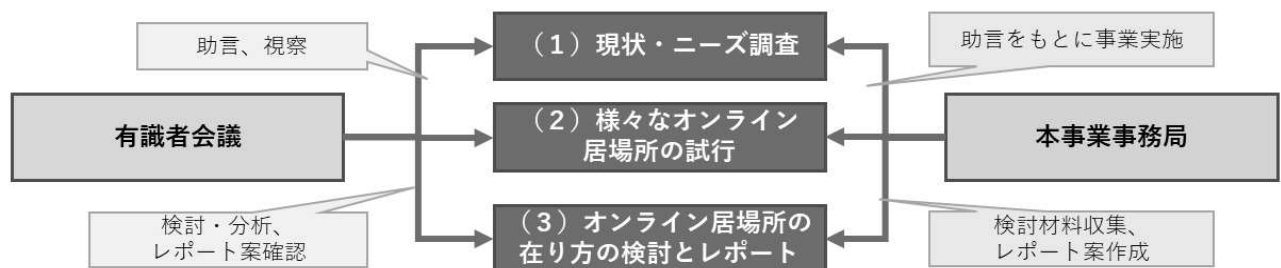 助言、視察
（１）現状・ニーズ調査
助言をもとに事業実施
有識者会議
（２）様々なオンライン
居場所の試行
本事業事務局
検討・分析、
レポート案確認
（３）オンライン居場所の
在り方の検討とレポート
検討材料収集、
レポート案作成